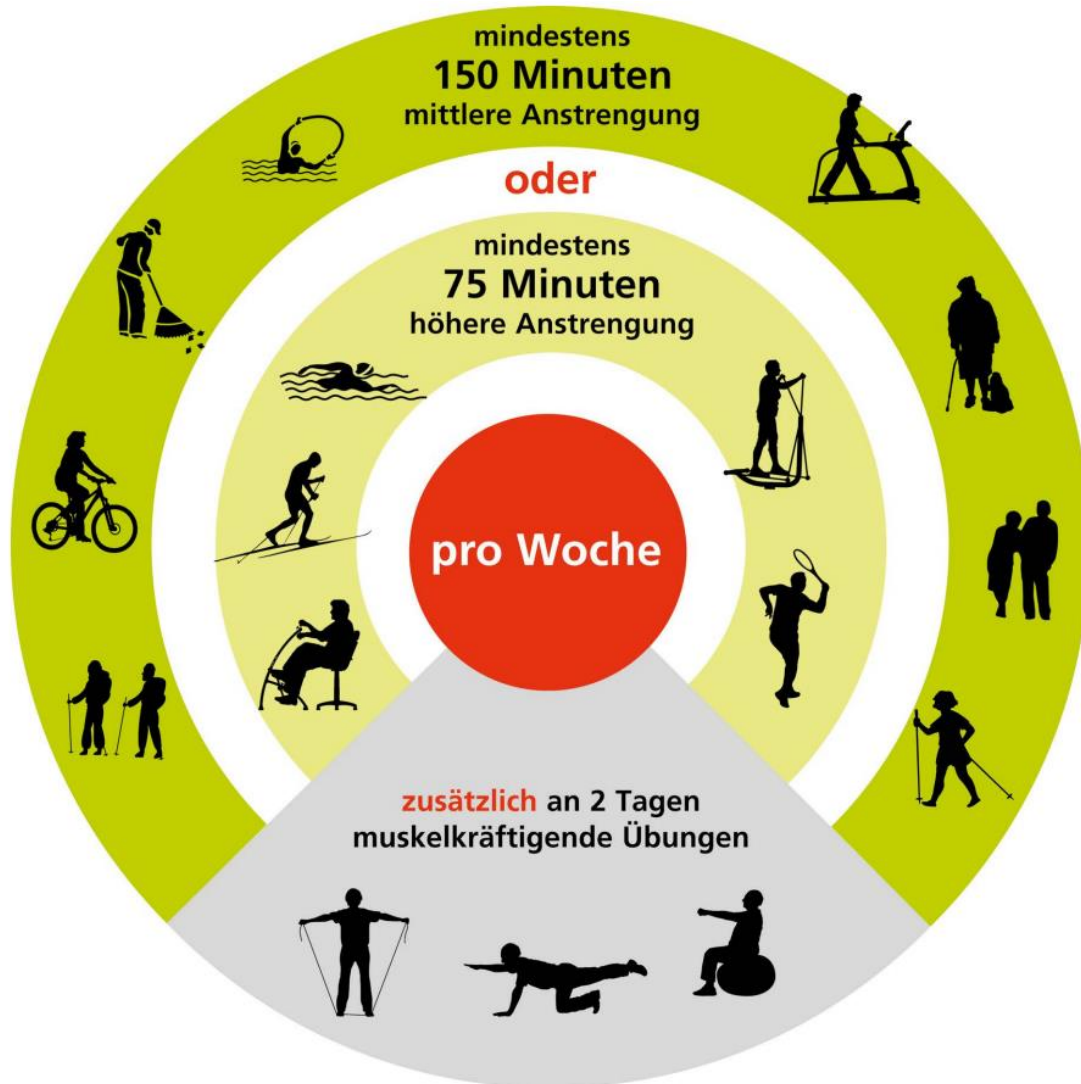 mindestens
150 Minuten
mittlere Anstrengung
oder
mindestens
75 Minuten
höhere Anstrengung
pro Woche
zusätzlich an 2 Tagen
muskelkräftigende Übungen